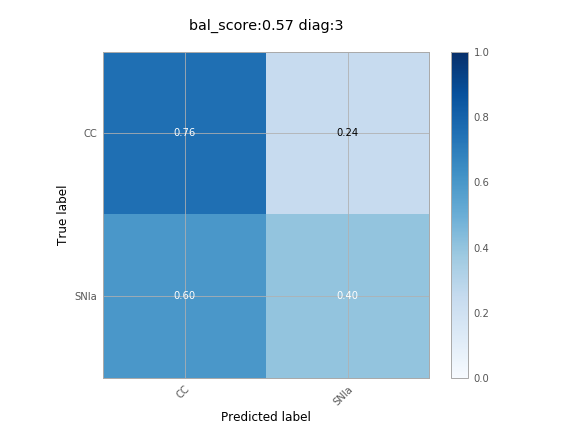 bal_score:0.57 diag:3
True label
CC
0.76
0.24
SNIa
0.60
0.40
CC
SNIa
Predicted label
1.0
0.8
0.6
0.4
0.2
0.0